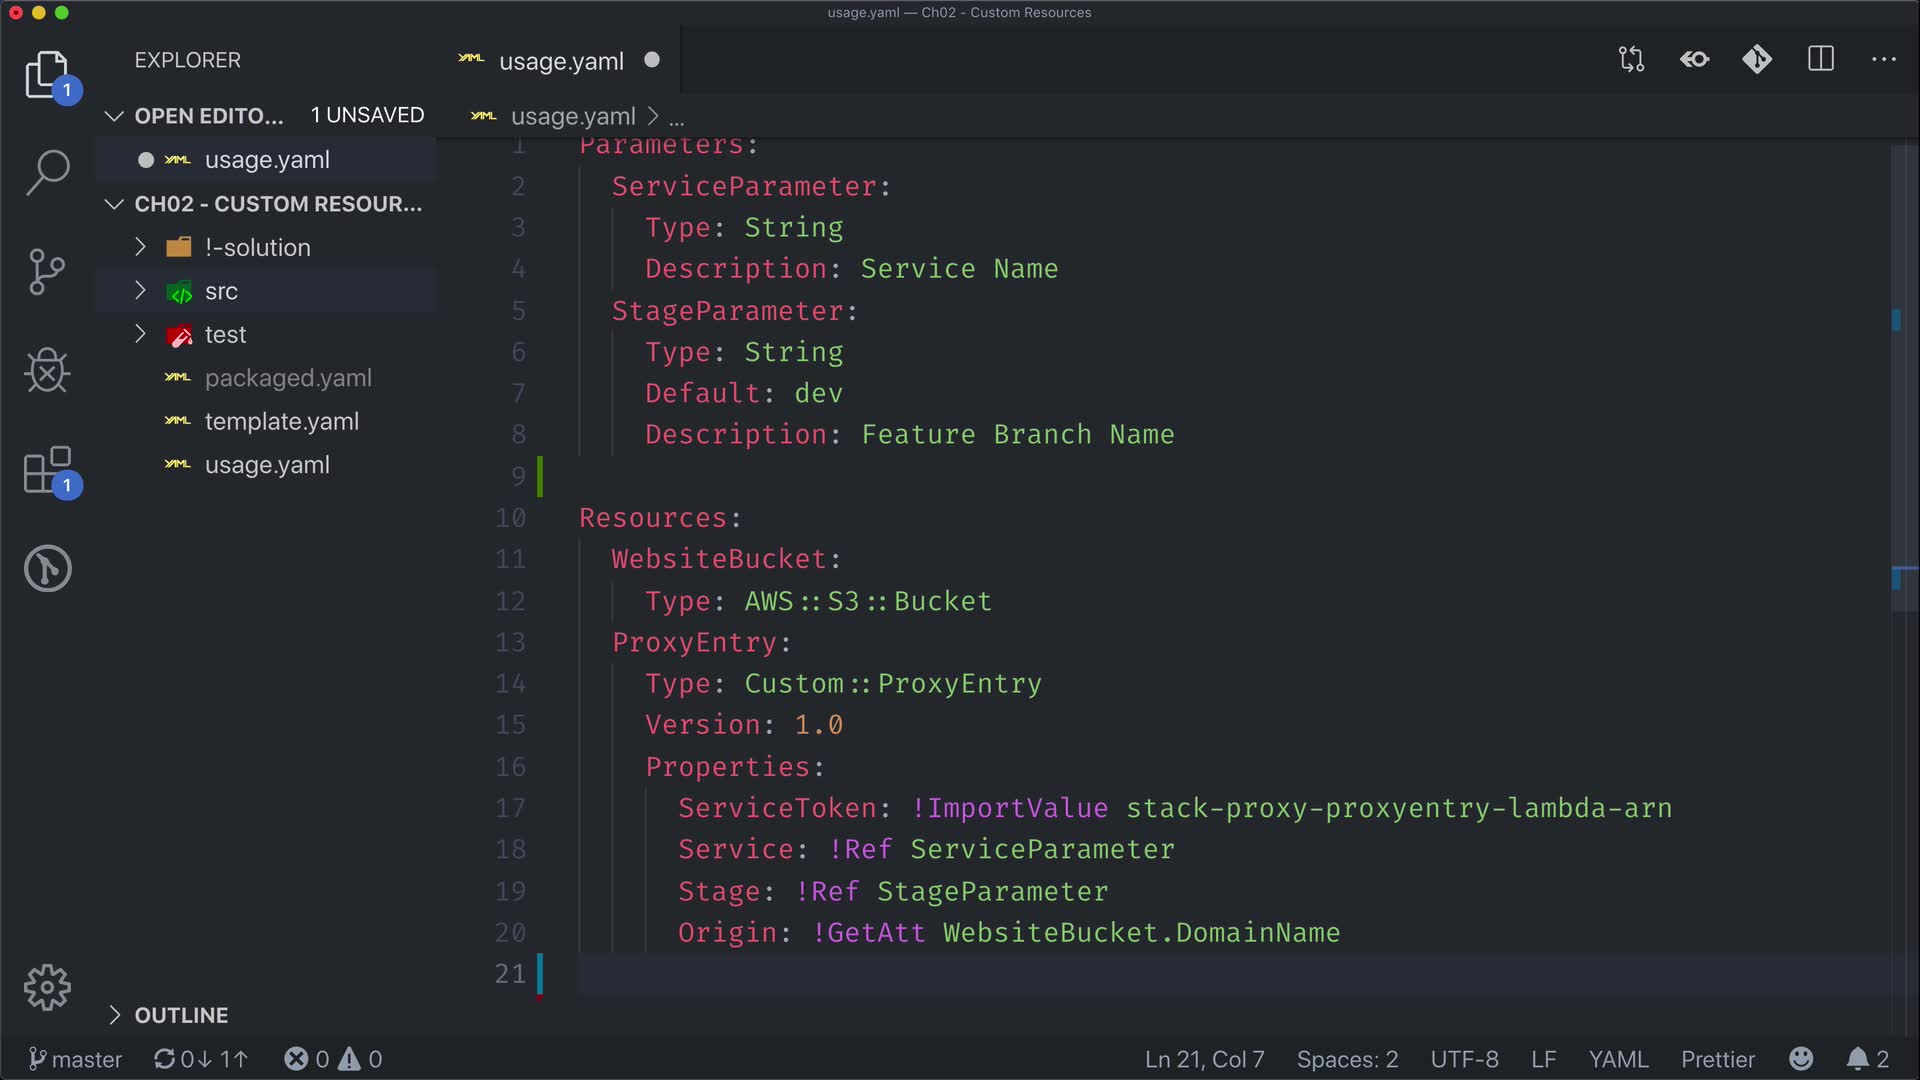 usage.yaml — Ch02 - Custom Resources
EXPLORER
OPEN EDITO... 1 UNSAVED
usage.yaml
CH02 - CUSTOM RESOUR...
!-solution
src
test
packaged.yaml
template.yaml
usage.yaml
OUTLINE
1
1
YAML usage.yaml
YAML usage.yaml > ...
1 Parameters:
2 ServiceParameter:
3 Type: String
4 Description: Service Name
5 StageParameter:
6 Type: String
7 Default: dev
8 Description: Feature Branch Name
9
10 Resources:
11 WebsiteBucket:
12 Type: AWS::S3::Bucket
13 ProxyEntry:
14 Type: Custom::ProxyEntry
15 Version: 1.0
16 Properties:
17 ServiceToken: !ImportValue stack-proxy-proxyentry-lambda-arn
18 Service: !Ref ServiceParameter
19 Stage: !Ref StageParameter
20 Origin: !GetAtt WebsiteBucket.DomainName
21
master 0↓ 1↑ 0 0 Ln 21, Col 7 Spaces: 2 UTF-8 LF YAML Prettier 2